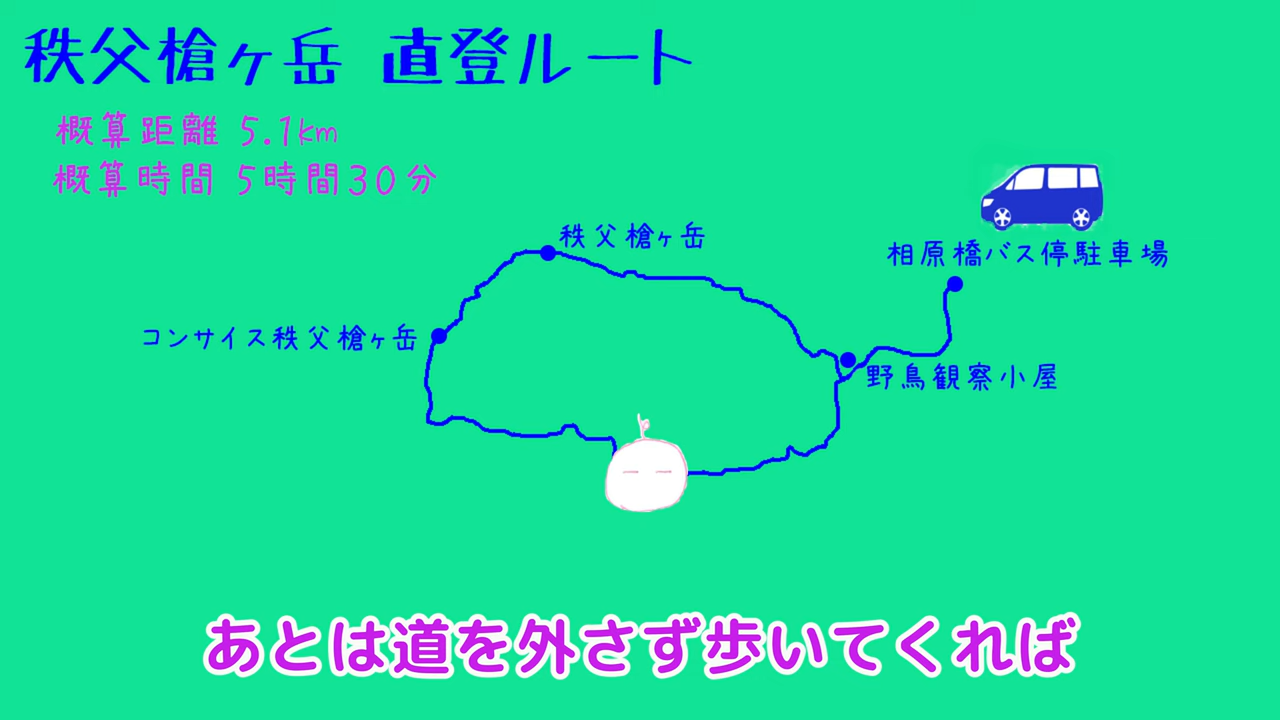 秩父槍ヶ岳 直登ルート
概算距離 5.1km
概算時間 5時間30分
秩父槍ヶ岳
相原橋バス停駐車場
コンサイス秩父槍ヶ岳
野鳥観察小屋
あとは道を外さず歩いてくれば